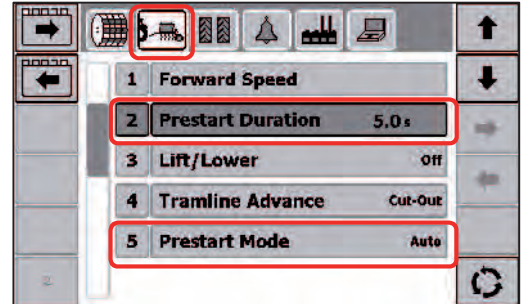 1 Forward Speed
2 Prestart Duration 5.0s
3 Lift/Lower Off
4 Tramline Advance Cut-Out
5 Prestart Mode Auto